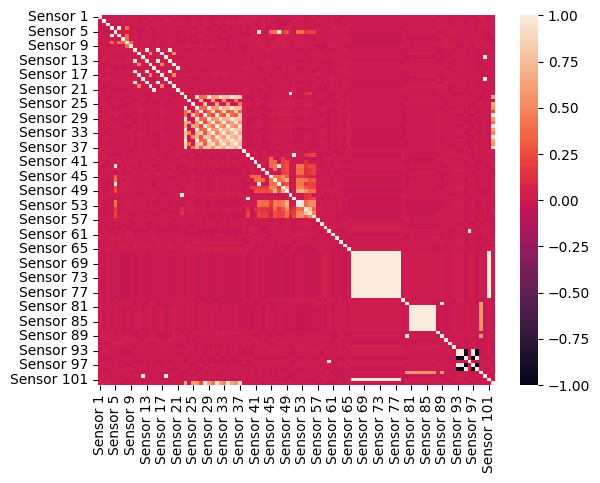 Sensor 1
Sensor 5
Sensor 9
Sensor 13
Sensor 17
Sensor 21
Sensor 25
Sensor 29
Sensor 33
Sensor 37
Sensor 41
Sensor 45
Sensor 49
Sensor 53
Sensor 57
Sensor 61
Sensor 65
Sensor 69
Sensor 73
Sensor 77
Sensor 81
Sensor 85
Sensor 89
Sensor 93
Sensor 97
Sensor 101
Sensor 1
Sensor 5
Sensor 9
Sensor 13
Sensor 17
Sensor 21
Sensor 25
Sensor 29
Sensor 33
Sensor 37
Sensor 41
Sensor 45
Sensor 49
Sensor 53
Sensor 57
Sensor 61
Sensor 65
Sensor 69
Sensor 73
Sensor 77
Sensor 81
Sensor 85
Sensor 89
Sensor 93
Sensor 97
Sensor 101
1.00
0.75
0.50
0.25
0.00
−0.25
−0.50
−0.75
−1.00